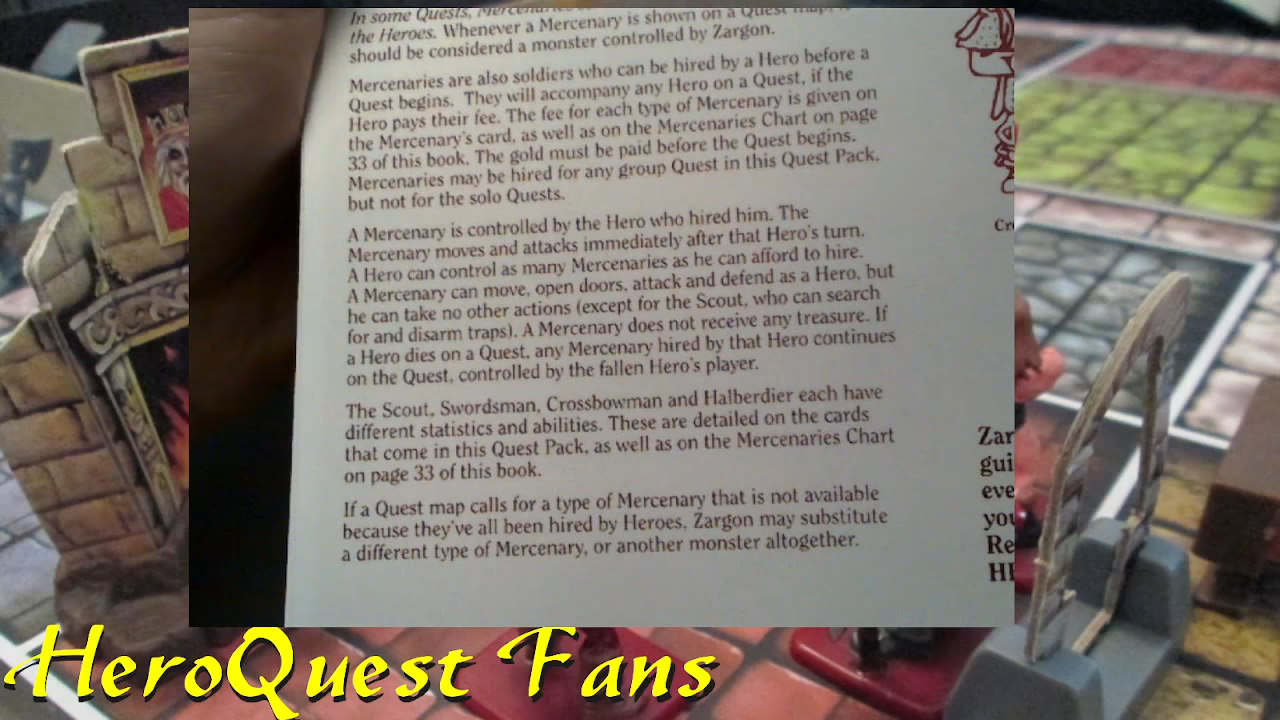 In some Quests, Mercenaries
the Heroes. Whenever a Mercenary is shown on a Quest map,
should be considered a monster controlled by Zargon.
Mercenaries are also soldiers who can be hired by a Hero before a
Quest begins. They will accompany any Hero on a Quest, if the
Hero pays their fee. The fee for each type of Mercenary is given on
the Mercenary's card, as well as on the Mercenaries Chart on page
33 of this book. The gold must be paid before the Quest begins.
Mercenaries may be hired for any group Quest in this Quest Pack,
but not for the solo Quests.
A Mercenary is controlled by the Hero who hired him. The
Mercenary moves and attacks immediately after that Hero's turn.
A Hero can control as many Mercenaries as he can afford to hire.
A Mercenary can move, open doors, attack and defend as a Hero, but
he can take no other actions (except for the Scout, who can search
for and disarm traps). A Mercenary does not receive any treasure. If
a Hero dies on a Quest, any Mercenary hired by that Hero continues
on the Quest, controlled by the fallen Hero's player.
The Scout, Swordsman, Crossbowman and Halberdier each have
different statistics and abilities. These are detailed on the cards
that come in this Quest Pack, as well as on the Mercenaries Chart
on page 33 of this book.
If a Quest map calls for a type of Mercenary that is not available
because they've all been hired by Heroes, Zargon may substitute
a different type of Mercenary, or another monster altogether.
Cr
Zar
gui
eve
you
Re
HeroQuest Fans